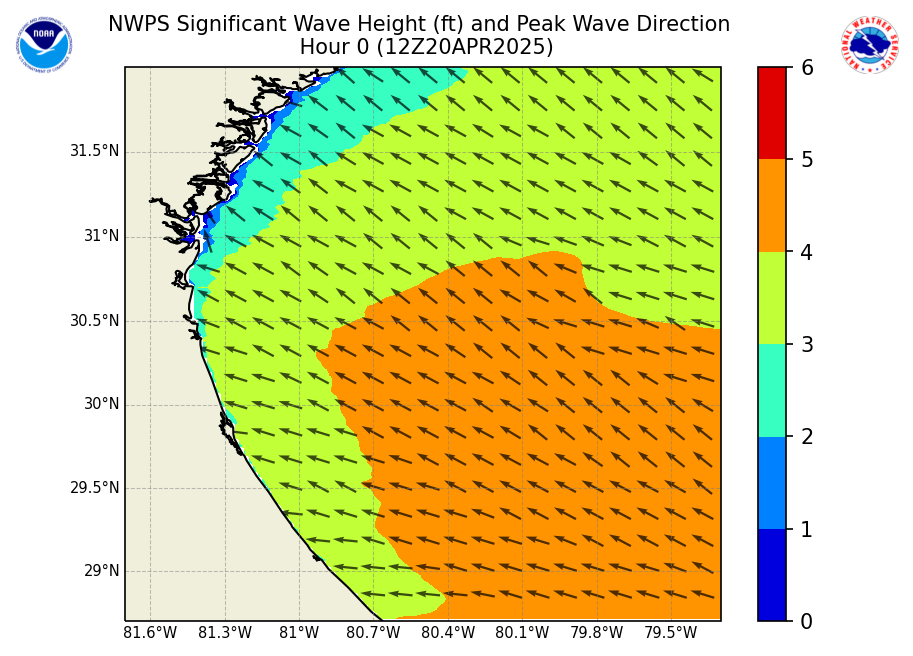 NWPS Significant Wave Height (ft) and Peak Wave Direction
Hour 0 (12Z20APR2025)
NOAA
NATIONAL WEATHER SERVICE
31.5°N
31°N
30.5°N
30°N
29.5°N
29°N
81.6°W 81.3°W 81°W 80.7°W 80.4°W 80.1°W 79.8°W 79.5°W
6
5
4
3
2
1
0